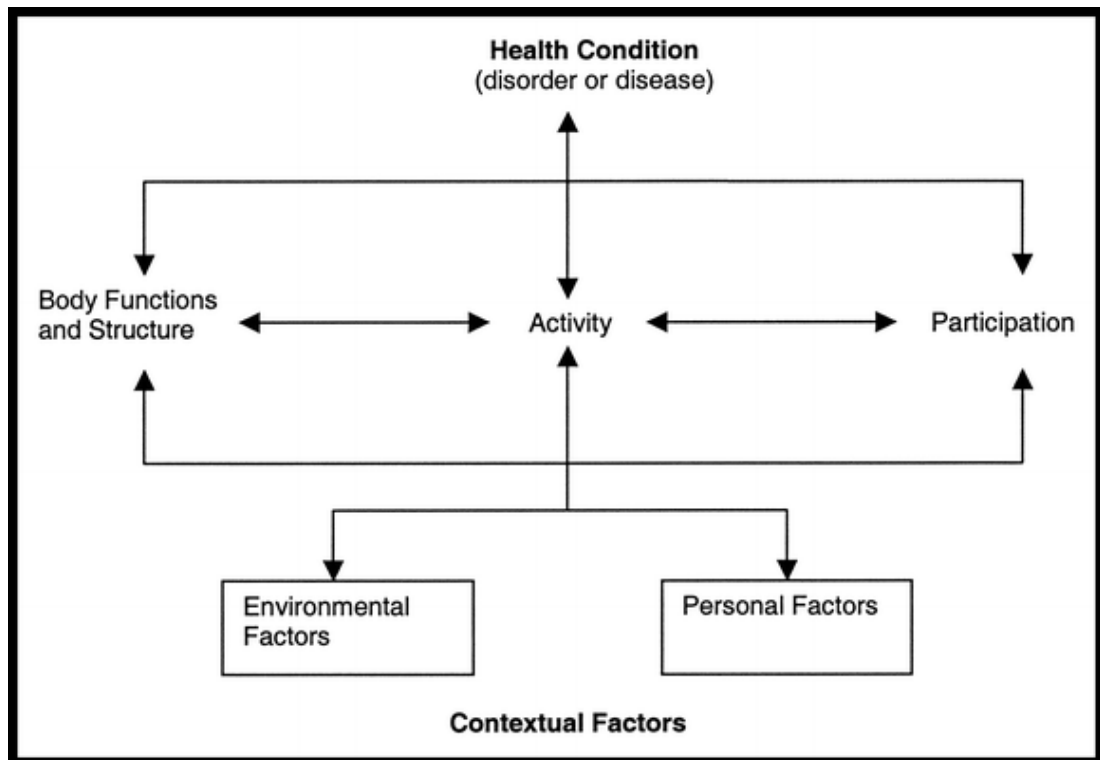 Health Condition
(disorder or disease)
Body Functions
and Structure
Activity
Participation
Environmental
Factors
Personal Factors
Contextual Factors